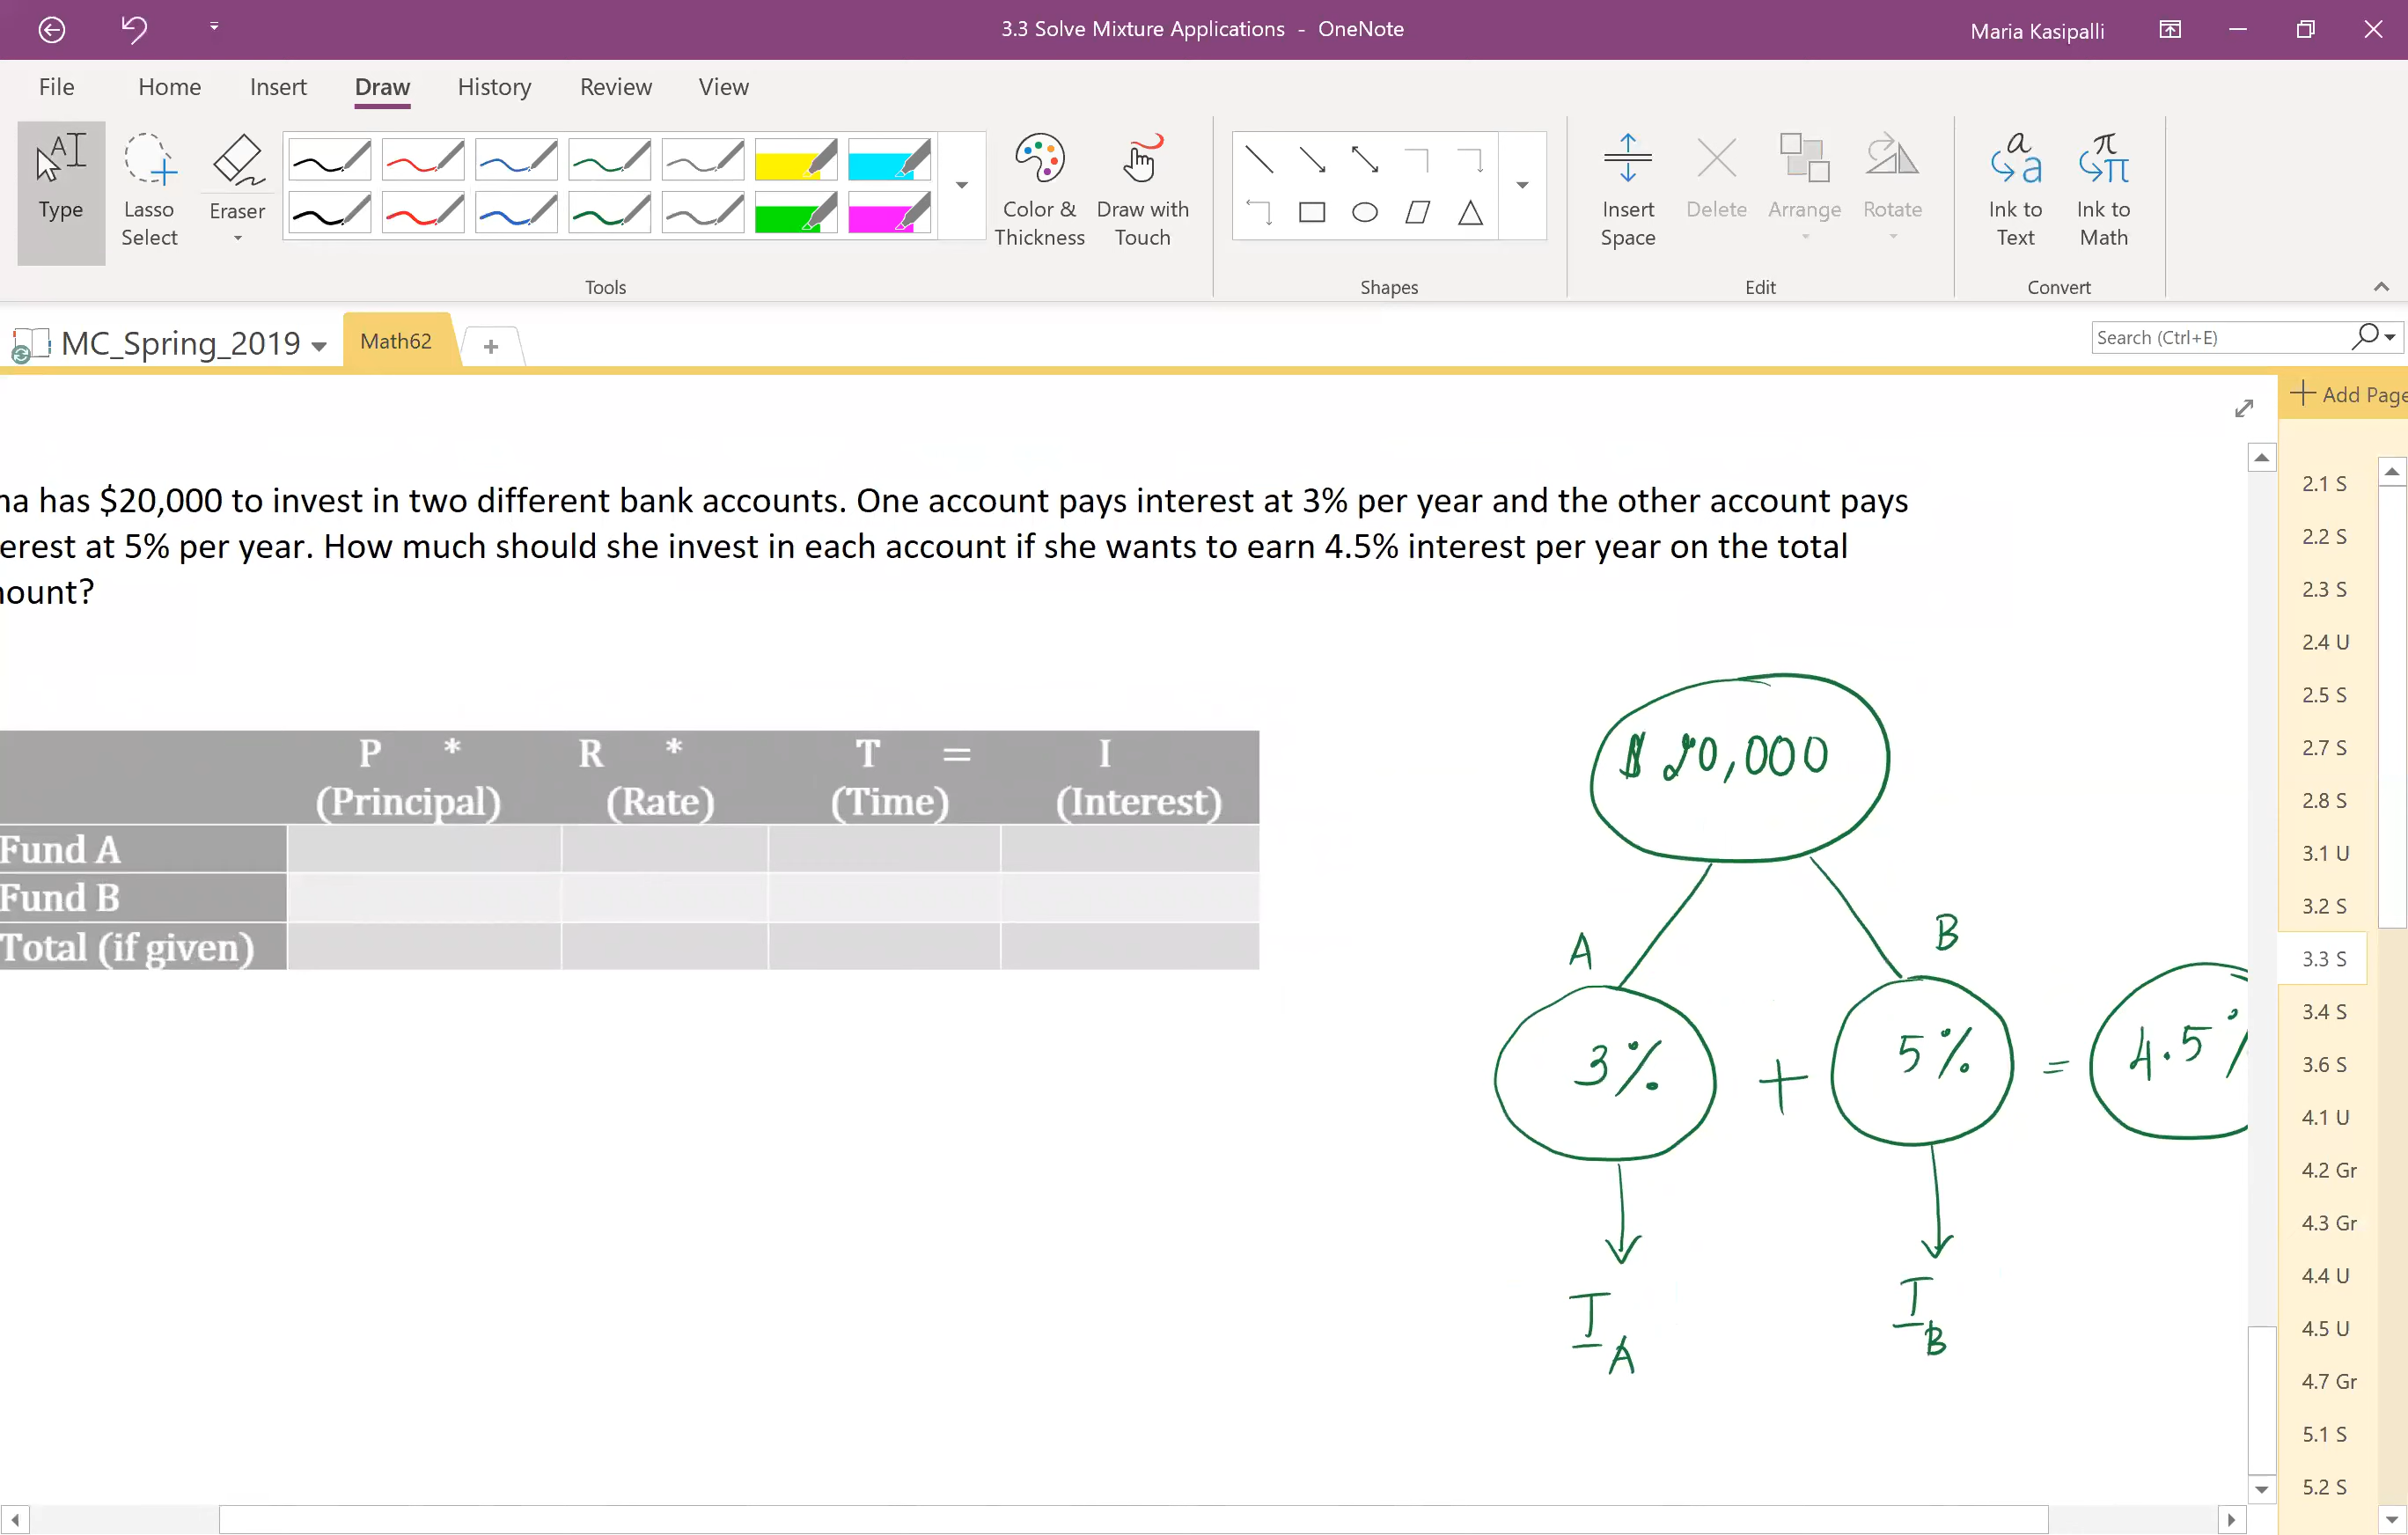 3.3 Solve Mixture Applications - OneNote
Maria Kasipalli
File Home Insert Draw History Review View
Type
Lasso Select
Eraser
Color & Thickness
Draw with Touch
Insert Space
Delete
Arrange
Rotate
Ink to Text
Ink to Math
Tools
Shapes
Edit
Convert
MC_Spring_2019
Math62
Search (Ctrl+E)
Add Page
na has $20,000 to invest in two different bank accounts. One account pays interest at 3% per year and the other account pays
erest at 5% per year. How much should she invest in each account if she wants to earn 4.5% interest per year on the total
nount?
P * R * T = I
(Principal) (Rate) (Time) (Interest)
Fund A
Fund B
Total (if given)
$ 20,000
A B
3% + 5% = 4.5%
I A
I B
2.1 S
2.2 S
2.3 S
2.4 U
2.5 S
2.7 S
2.8 S
3.1 U
3.2 S
3.3 S
3.4 S
3.6 S
4.1 U
4.2 Gr
4.3 Gr
4.4 U
4.5 U
4.7 Gr
5.1 S
5.2 S